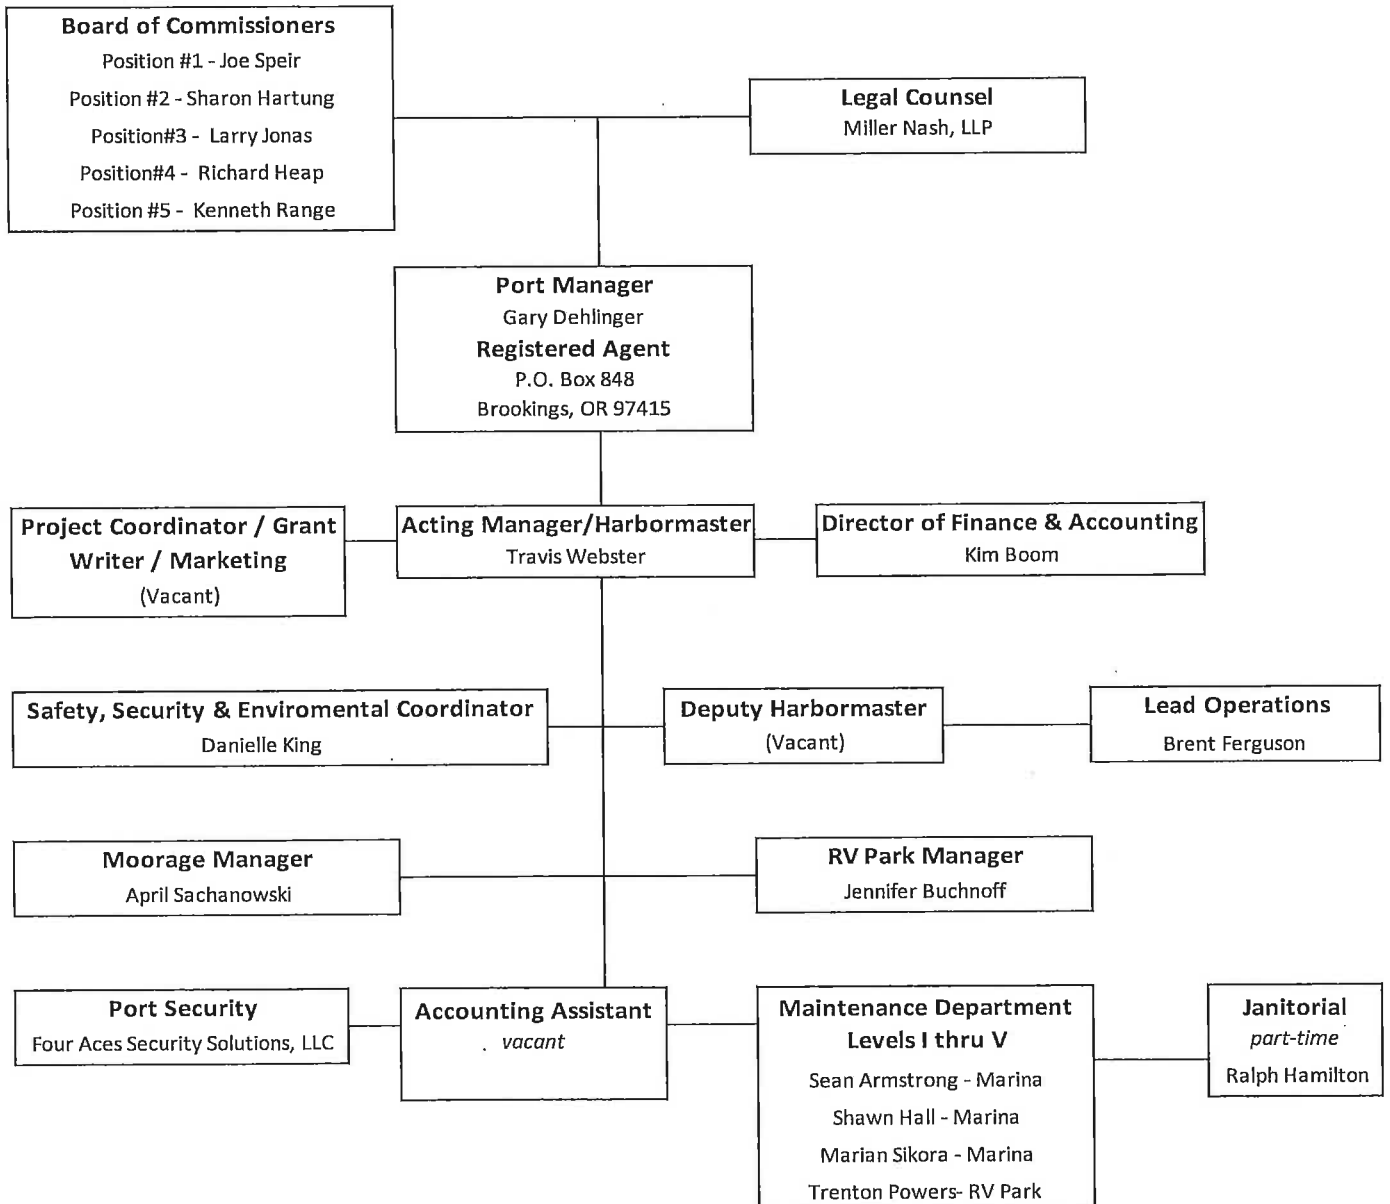 Board of Commissioners
Position #1 - Joe Speir
Position #2 - Sharon Hartung
Position#3 - Larry Jonas
Position#4 - Richard Heap
Position #5 - Kenneth Range
Legal Counsel
Miller Nash, LLP
Port Manager
Gary Dehlinger
Registered Agent
P.O. Box 848
Brookings, OR 97415
Project Coordinator / Grant
Writer / Marketing
(Vacant)
Acting Manager/Harbormaster
Travis Webster
Director of Finance & Accounting
Kim Boom
Safety, Security & Enviromental Coordinator
Danielle King
Deputy Harbormaster
(Vacant)
Lead Operations
Brent Ferguson
Moorage Manager
April Sachanowski
RV Park Manager
Jennifer Buchnoff
Port Security
Four Aces Security Solutions, LLC
Accounting Assistant
vacant
Maintenance Department
Levels I thru V
Sean Armstrong - Marina
Shawn Hall - Marina
Marian Sikora - Marina
Trenton Powers- RV Park
Janitorial
part-time
Ralph Hamilton